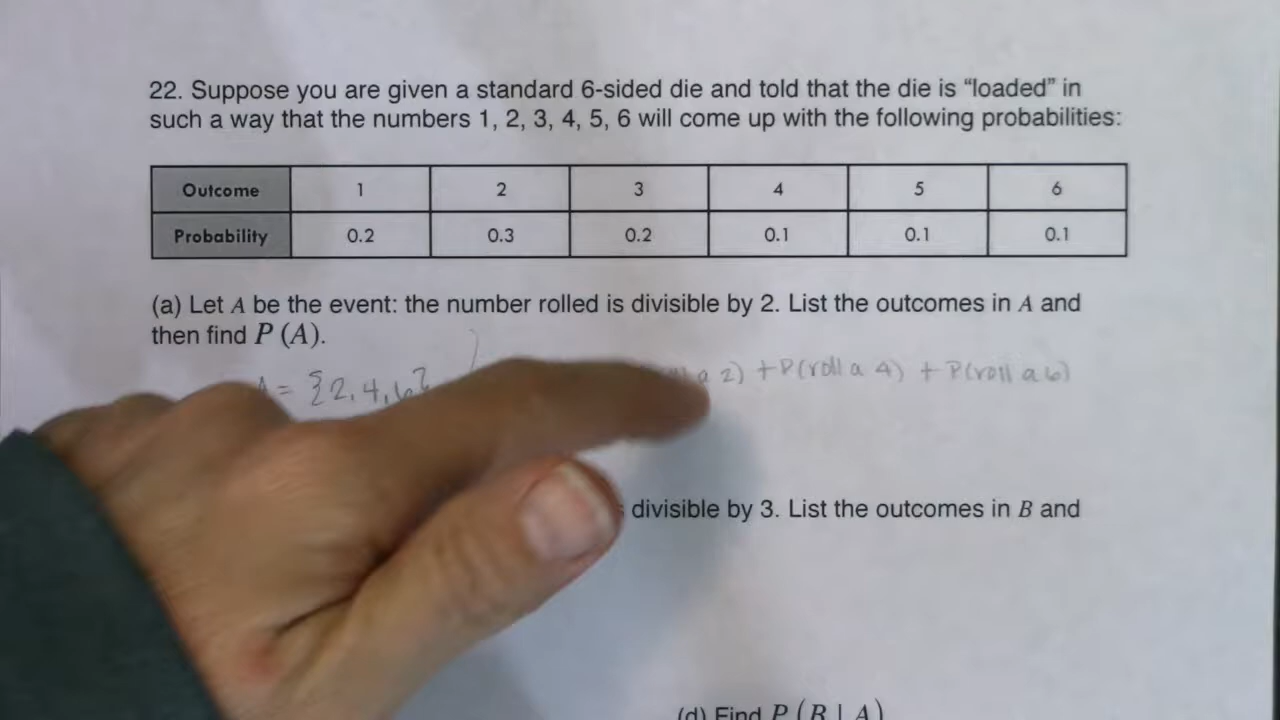 22. Suppose you are given a standard 6-sided die and told that the die is “loaded” in
such a way that the numbers 1, 2, 3, 4, 5, 6 will come up with the following probabilities:
Outcome 1 2 3 4 5 6
Probability 0.2 0.3 0.2 0.1 0.1 0.1
(a) Let A be the event: the number rolled is divisible by 2. List the outcomes in A and
then find P (A).
= {2, 4, 6} a 2) + P(roll a 4) + P(roll a 6)
divisible by 3. List the outcomes in B and
(d) Find P (B | A)